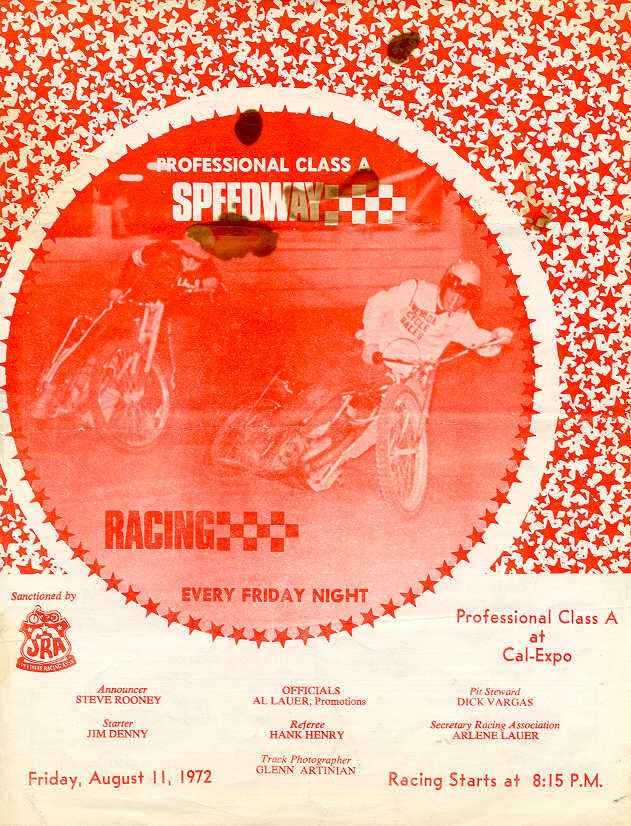 PROFESSIONAL CLASS A
SPEEDWAY
RACING
EVERY FRIDAY NIGHT
Sanctioned by
SRA
Professional Class A
at
Cal-Expo
Announcer
STEVE ROONEY
OFFICIALS
AL LAUER, Promotions
Pit Steward
DICK VARGAS
Starter
JIM DENNY
Referee
HANK HENRY
Secretary Racing Association
ARLENE LAUER
Track Photographer
GLENN ARTINIAN
Friday, August 11, 1972
Racing Starts at 8:15 P.M.